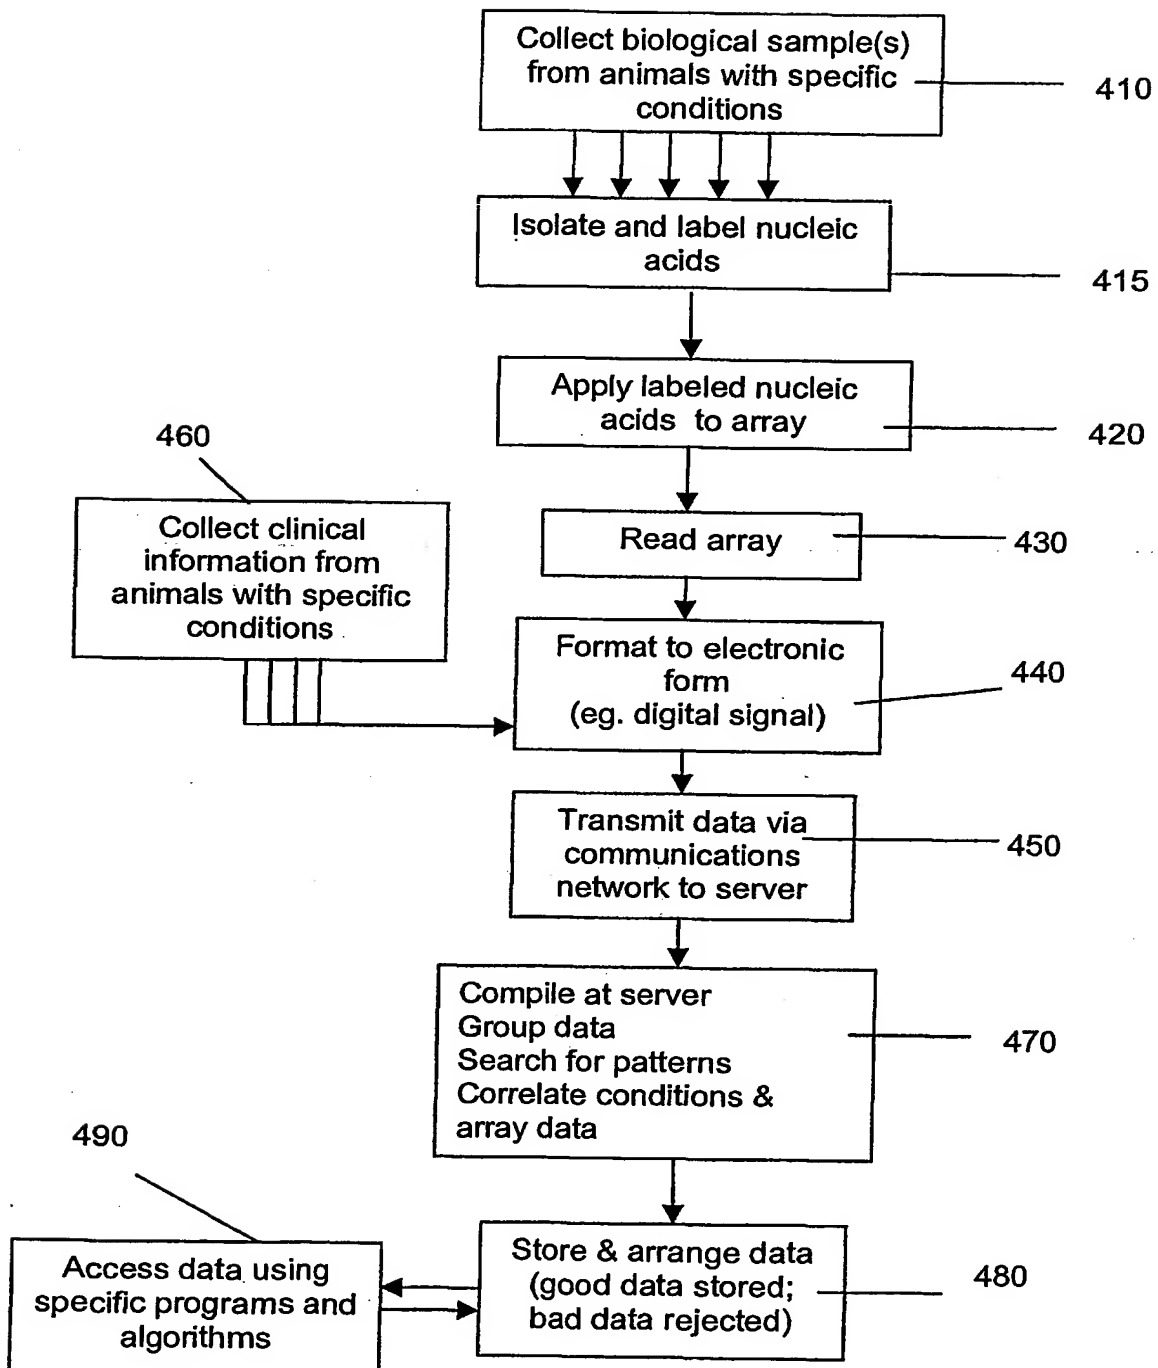 Collect biological sample(s)
from animals with specific
conditions
410
Isolate and label nucleic
acids
415
Apply labeled nucleic
acids to array
420
460
Collect clinical
information from
animals with specific
conditions
Read array
430
Format to electronic
form
(eg. digital signal)
440
Transmit data via
communications
network to server
450
Compile at server
Group data
Search for patterns
Correlate conditions &
array data
470
490
Access data using
specific programs and
algorithms
Store & arrange data
(good data stored;
bad data rejected)
480